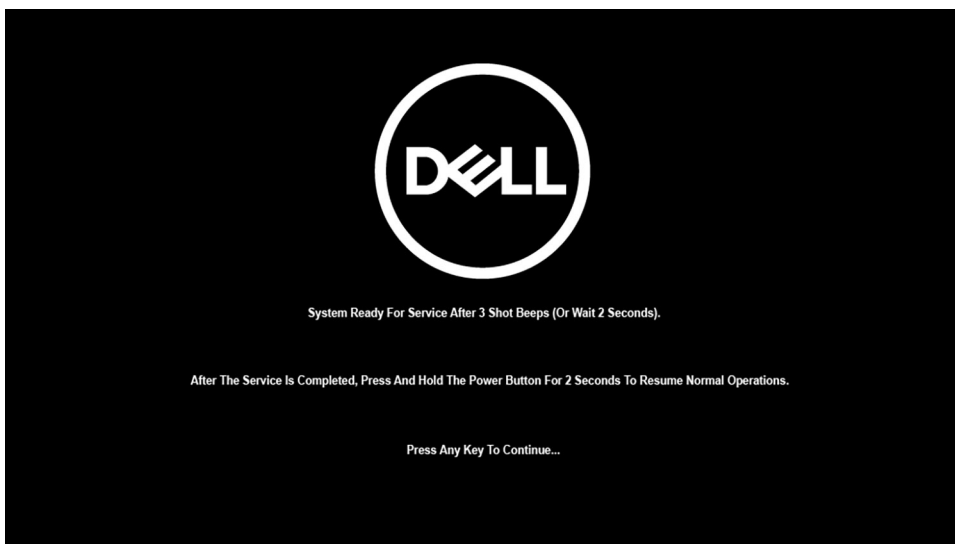 DELL
System Ready For Service After 3 Shot Beeps (Or Wait 2 Seconds).
After The Service Is Completed, Press And Hold The Power Button For 2 Seconds To Resume Normal Operations.
Press Any Key To Continue...